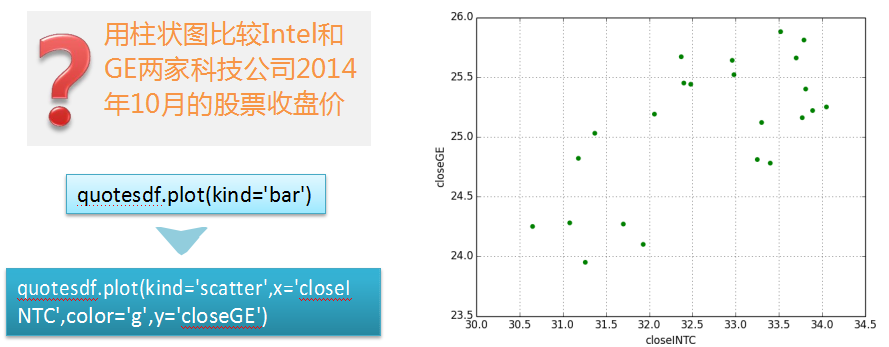 用柱状图比较Intel和
GE两家科技公司2014
年10月的股票收盘价
quotesdf.plot(kind='bar')
quotesdf.plot(kind='scatter',x='closeI
NTC',color='g',y='closeGE')
26.0
25.5
25.0
24.5
24.0
23.5
closeGE
30.0 30.5 31.0 31.5 32.0 32.5 33.0 33.5 34.0 34.5
closeINTC